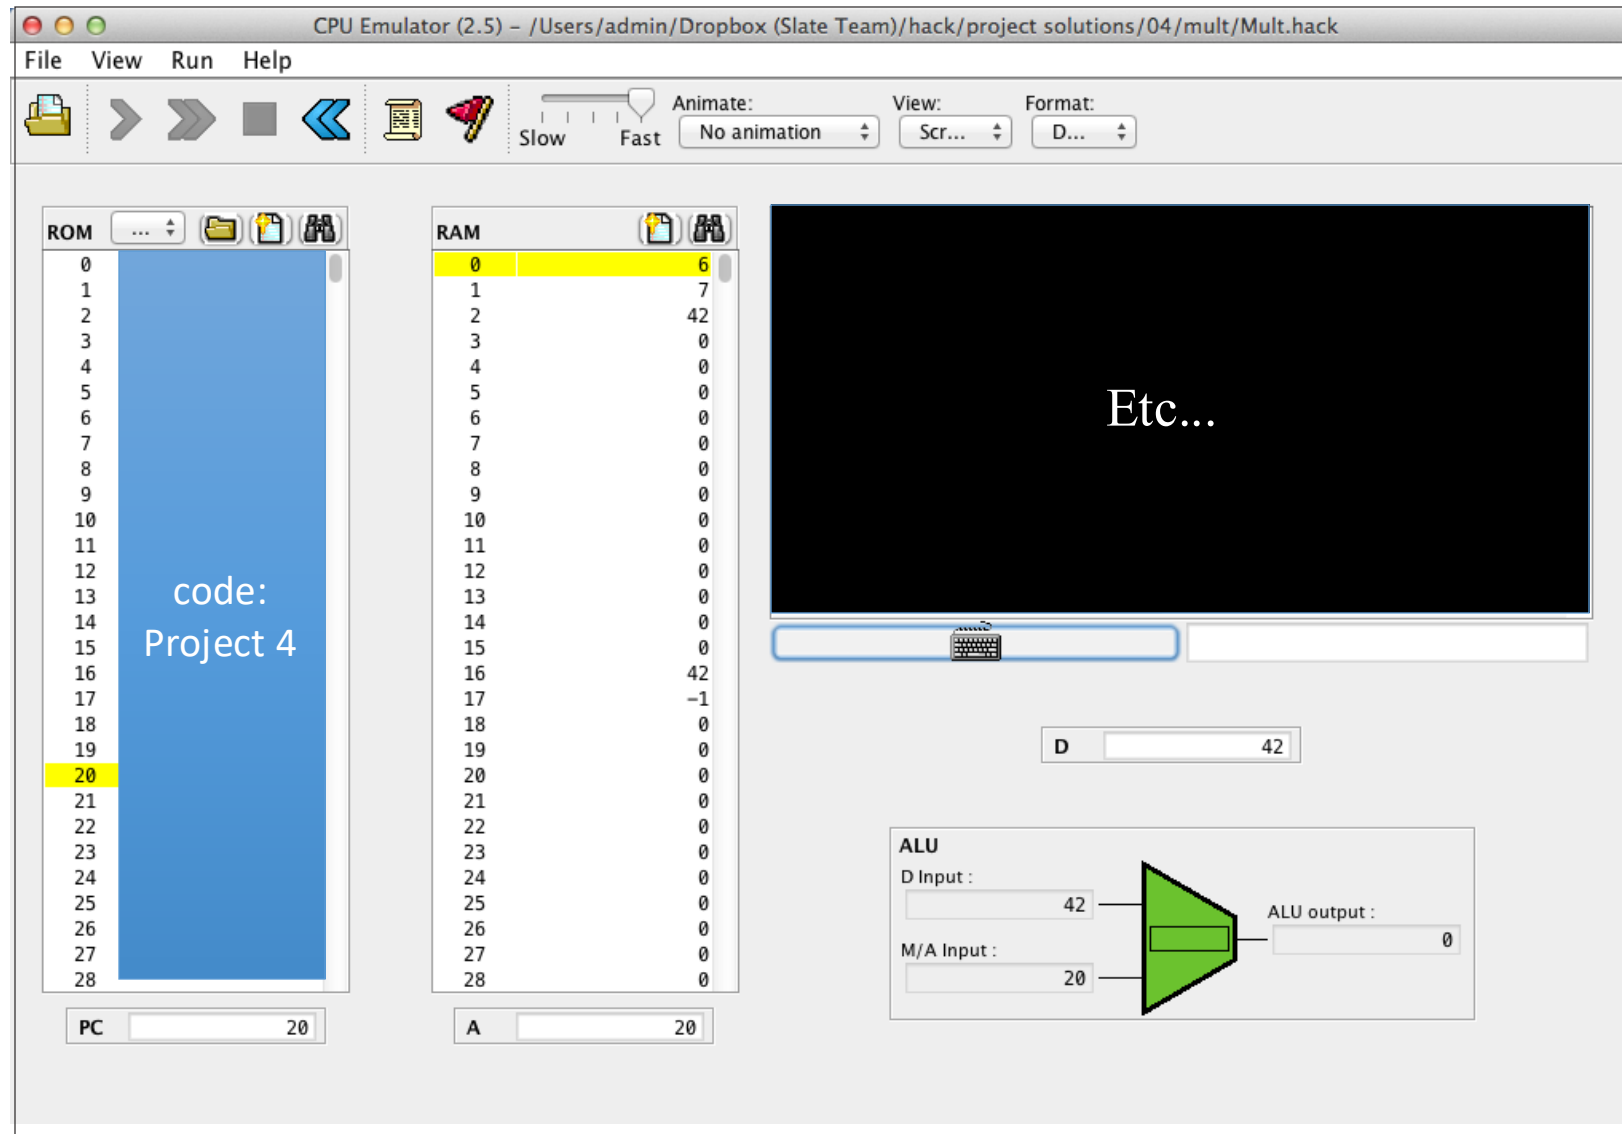 CPU Emulator (2.5) – /Users/admin/Dropbox (Slate Team)/hack/project solutions/04/mult/Mult.hack
File View Run Help
Slow Fast
Animate:
No animation
View:
Scr...
Format:
D...
ROM ...
0
1
2
3
4
5
6
7
8
9
10
11
12
13
14
15
16
17
18
19
20
21
22
23
24
25
26
27
28
code:
Project 4
PC 20
RAM
0 6
1 7
2 42
3 0
4 0
5 0
6 0
7 0
8 0
9 0
10 0
11 0
12 0
13 0
14 0
15 0
16 42
17 –1
18 0
19 0
20 0
21 0
22 0
23 0
24 0
25 0
26 0
27 0
28 0
A 20
Etc...
D 42
ALU
D Input :
42
M/A Input :
20
ALU output :
0